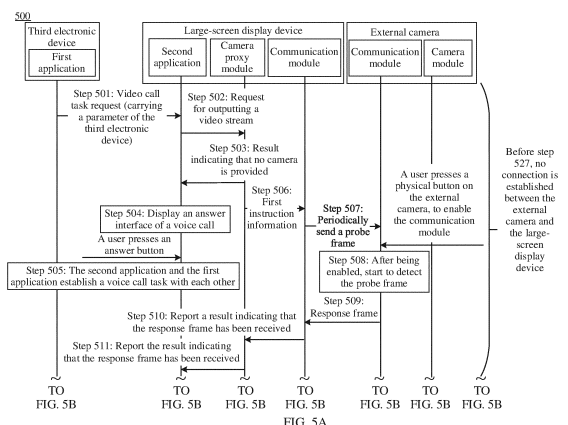 500
Third electronic
device
First
application
Large-screen display device
Second
application
Camera
proxy
module
Communication
module
External camera
Communication
module
Camera
module
Step 501: Video call
task request (carrying
a parameter of the
third electronic
device)
Step 502: Request
for outputting a
video stream
Step 503: Result
indicating that no camera
is provided
Step 504: Display an answer
interface of a voice call
A user presses an
answer button
Step 505: The second application and the first
application establish a voice call task with each other
Step 506:
First
instruction
information
Step 507:
Periodically
send a probe
frame
A user presses a
physical button on
the external
camera, to enable
the communication
module
Step 508: After being
enabled, start to detect
the probe frame
Step 509:
Response frame
Step 510: Report a result indicating that
the response frame has been received
Step 511: Report the result indicating
that the response frame has been received
Before step
527, no
connection is
established
between the
external
camera and
the large-
screen
display
device
TO
FIG. 5B
TO
FIG. 5B
TO
FIG. 5B
TO
FIG. 5B
TO
FIG. 5B
TO
FIG. 5B
TO
FIG. 5B
FIG. 5A